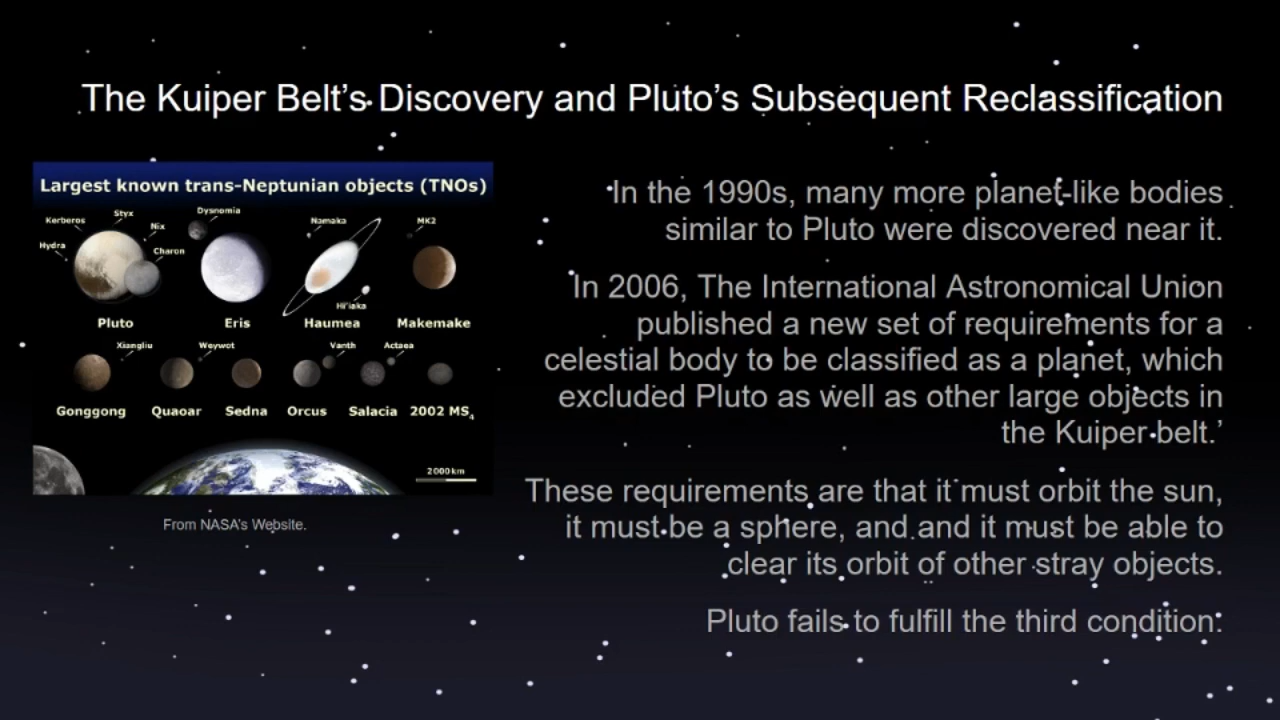 The Kuiper Belt's Discovery and Pluto's Subsequent Reclassification
Largest known trans-Neptunian objects (TNOs)
Kerberos Styx Nix Hydra Charon Dysnomia Namaka Hi'iaka MK2
Pluto Eris Haumea Makemake
Xiangliu Weywot Vanth Actaea
Gonggong Quaoar Sedna Orcus Salacia 2002 MS4
2000 km
From NASA's Website.
In the 1990s, many more planet-like bodies
similar to Pluto were discovered near it.
In 2006, The International Astronomical Union
published a new set of requirements for a
celestial body to be classified as a planet, which
excluded Pluto as well as other large objects in
the Kuiper belt.'
These requirements are that it must orbit the sun,
it must be a sphere, and and it must be able to
clear its orbit of other stray objects.
Pluto fails to fulfill the third condition.